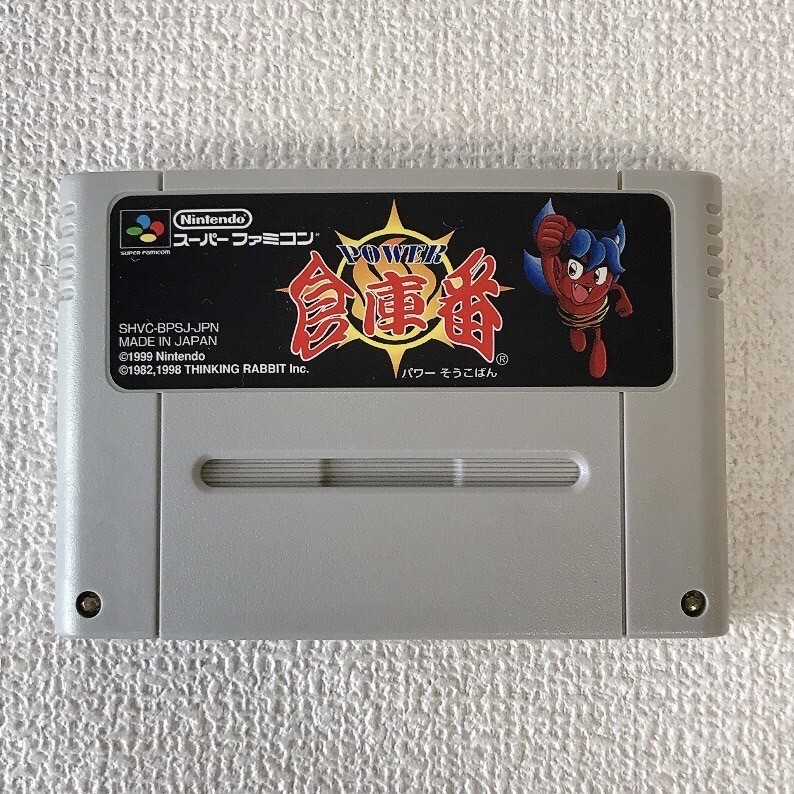 Nintendo
スーパーファミコン
SUPER FAMICOM
POWER
倉庫番®
パワー そうこばん
SHVC-BPSJ-JPN
MADE IN JAPAN
©1999 Nintendo
©1982,1998 THINKING RABBIT Inc.